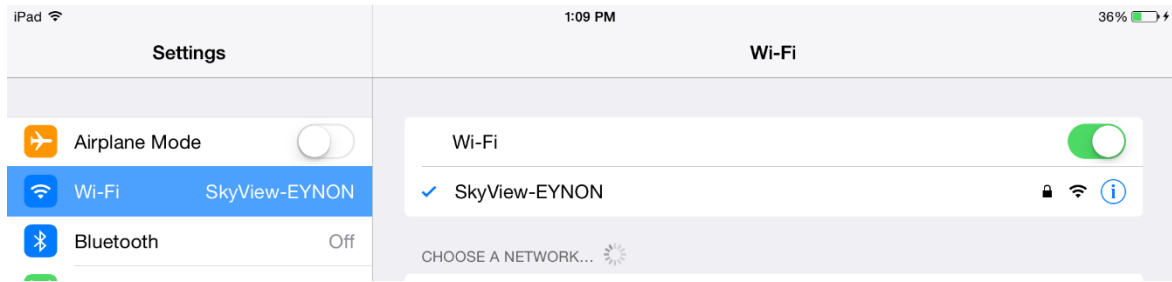 iPad 1:09 PM 36%
Settings Wi-Fi
Airplane Mode
Wi-Fi SkyView-EYNON
Bluetooth Off
Wi-Fi
SkyView-EYNON
CHOOSE A NETWORK...